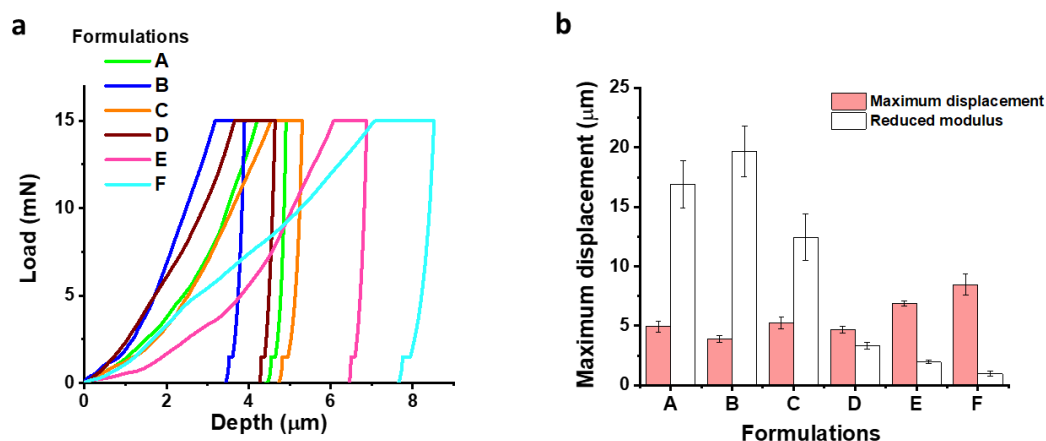 a
Formulations
A
B
C
D
E
F
15
10
5
0
Load (mN)
0 2 4 6 8
Depth (μm)
b
Maximum displacement
Reduced modulus
25
20
15
10
5
0
Maximum displacement (μm)
A B C D E F
Formulations